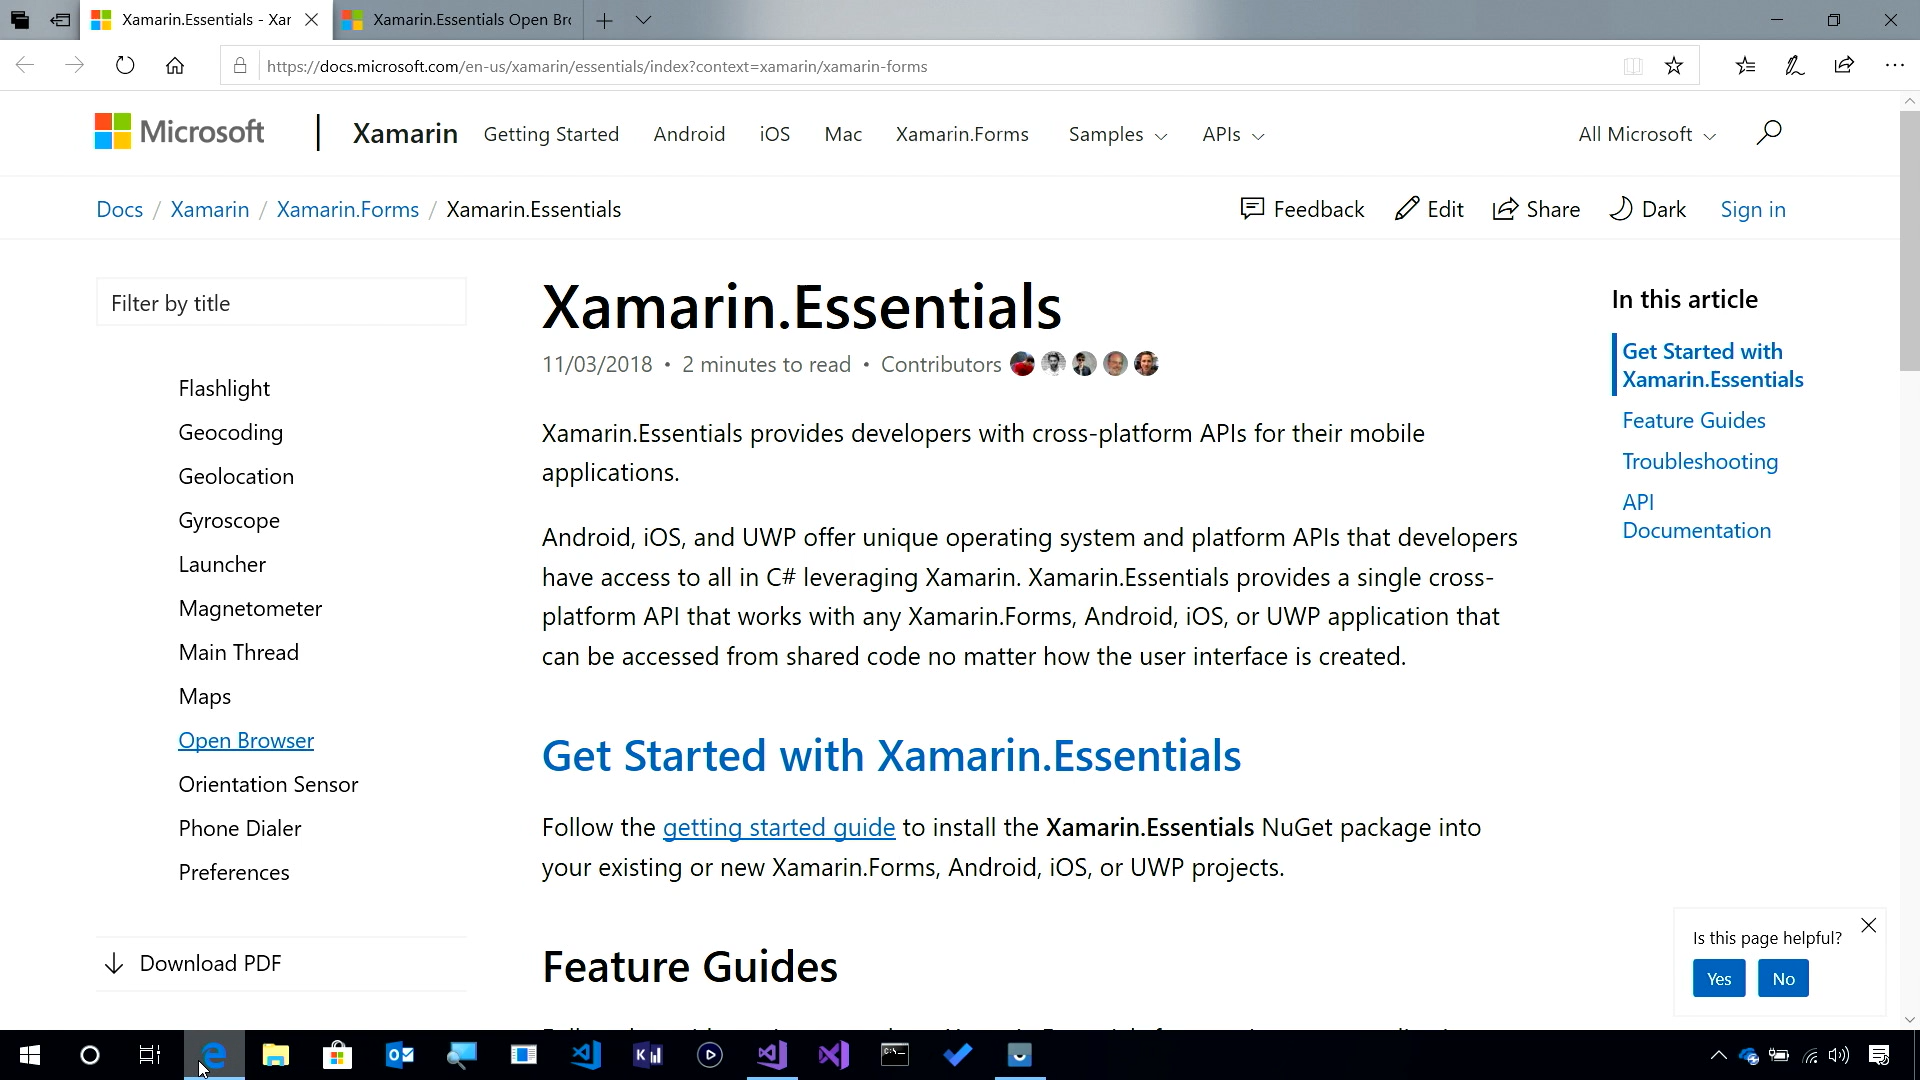 Xamarin.Essentials - Xar
Xamarin.Essentials Open Bro
https://docs.microsoft.com/en-us/xamarin/essentials/index?context=xamarin/xamarin-forms
Microsoft
Xamarin
Getting Started
Android
iOS
Mac
Xamarin.Forms
Samples
APIs
All Microsoft
Docs / Xamarin / Xamarin.Forms / Xamarin.Essentials
Feedback
Edit
Share
Dark
Sign in
Filter by title
Flashlight
Geocoding
Geolocation
Gyroscope
Launcher
Magnetometer
Main Thread
Maps
Open Browser
Orientation Sensor
Phone Dialer
Preferences
Download PDF
Xamarin.Essentials
11/03/2018 • 2 minutes to read • Contributors
Xamarin.Essentials provides developers with cross-platform APIs for their mobile
applications.
Android, iOS, and UWP offer unique operating system and platform APIs that developers
have access to all in C# leveraging Xamarin. Xamarin.Essentials provides a single cross-
platform API that works with any Xamarin.Forms, Android, iOS, or UWP application that
can be accessed from shared code no matter how the user interface is created.
Get Started with Xamarin.Essentials
Follow the getting started guide to install the Xamarin.Essentials NuGet package into
your existing or new Xamarin.Forms, Android, iOS, or UWP projects.
Feature Guides
In this article
Get Started with
Xamarin.Essentials
Feature Guides
Troubleshooting
API
Documentation
Is this page helpful?
Yes
No